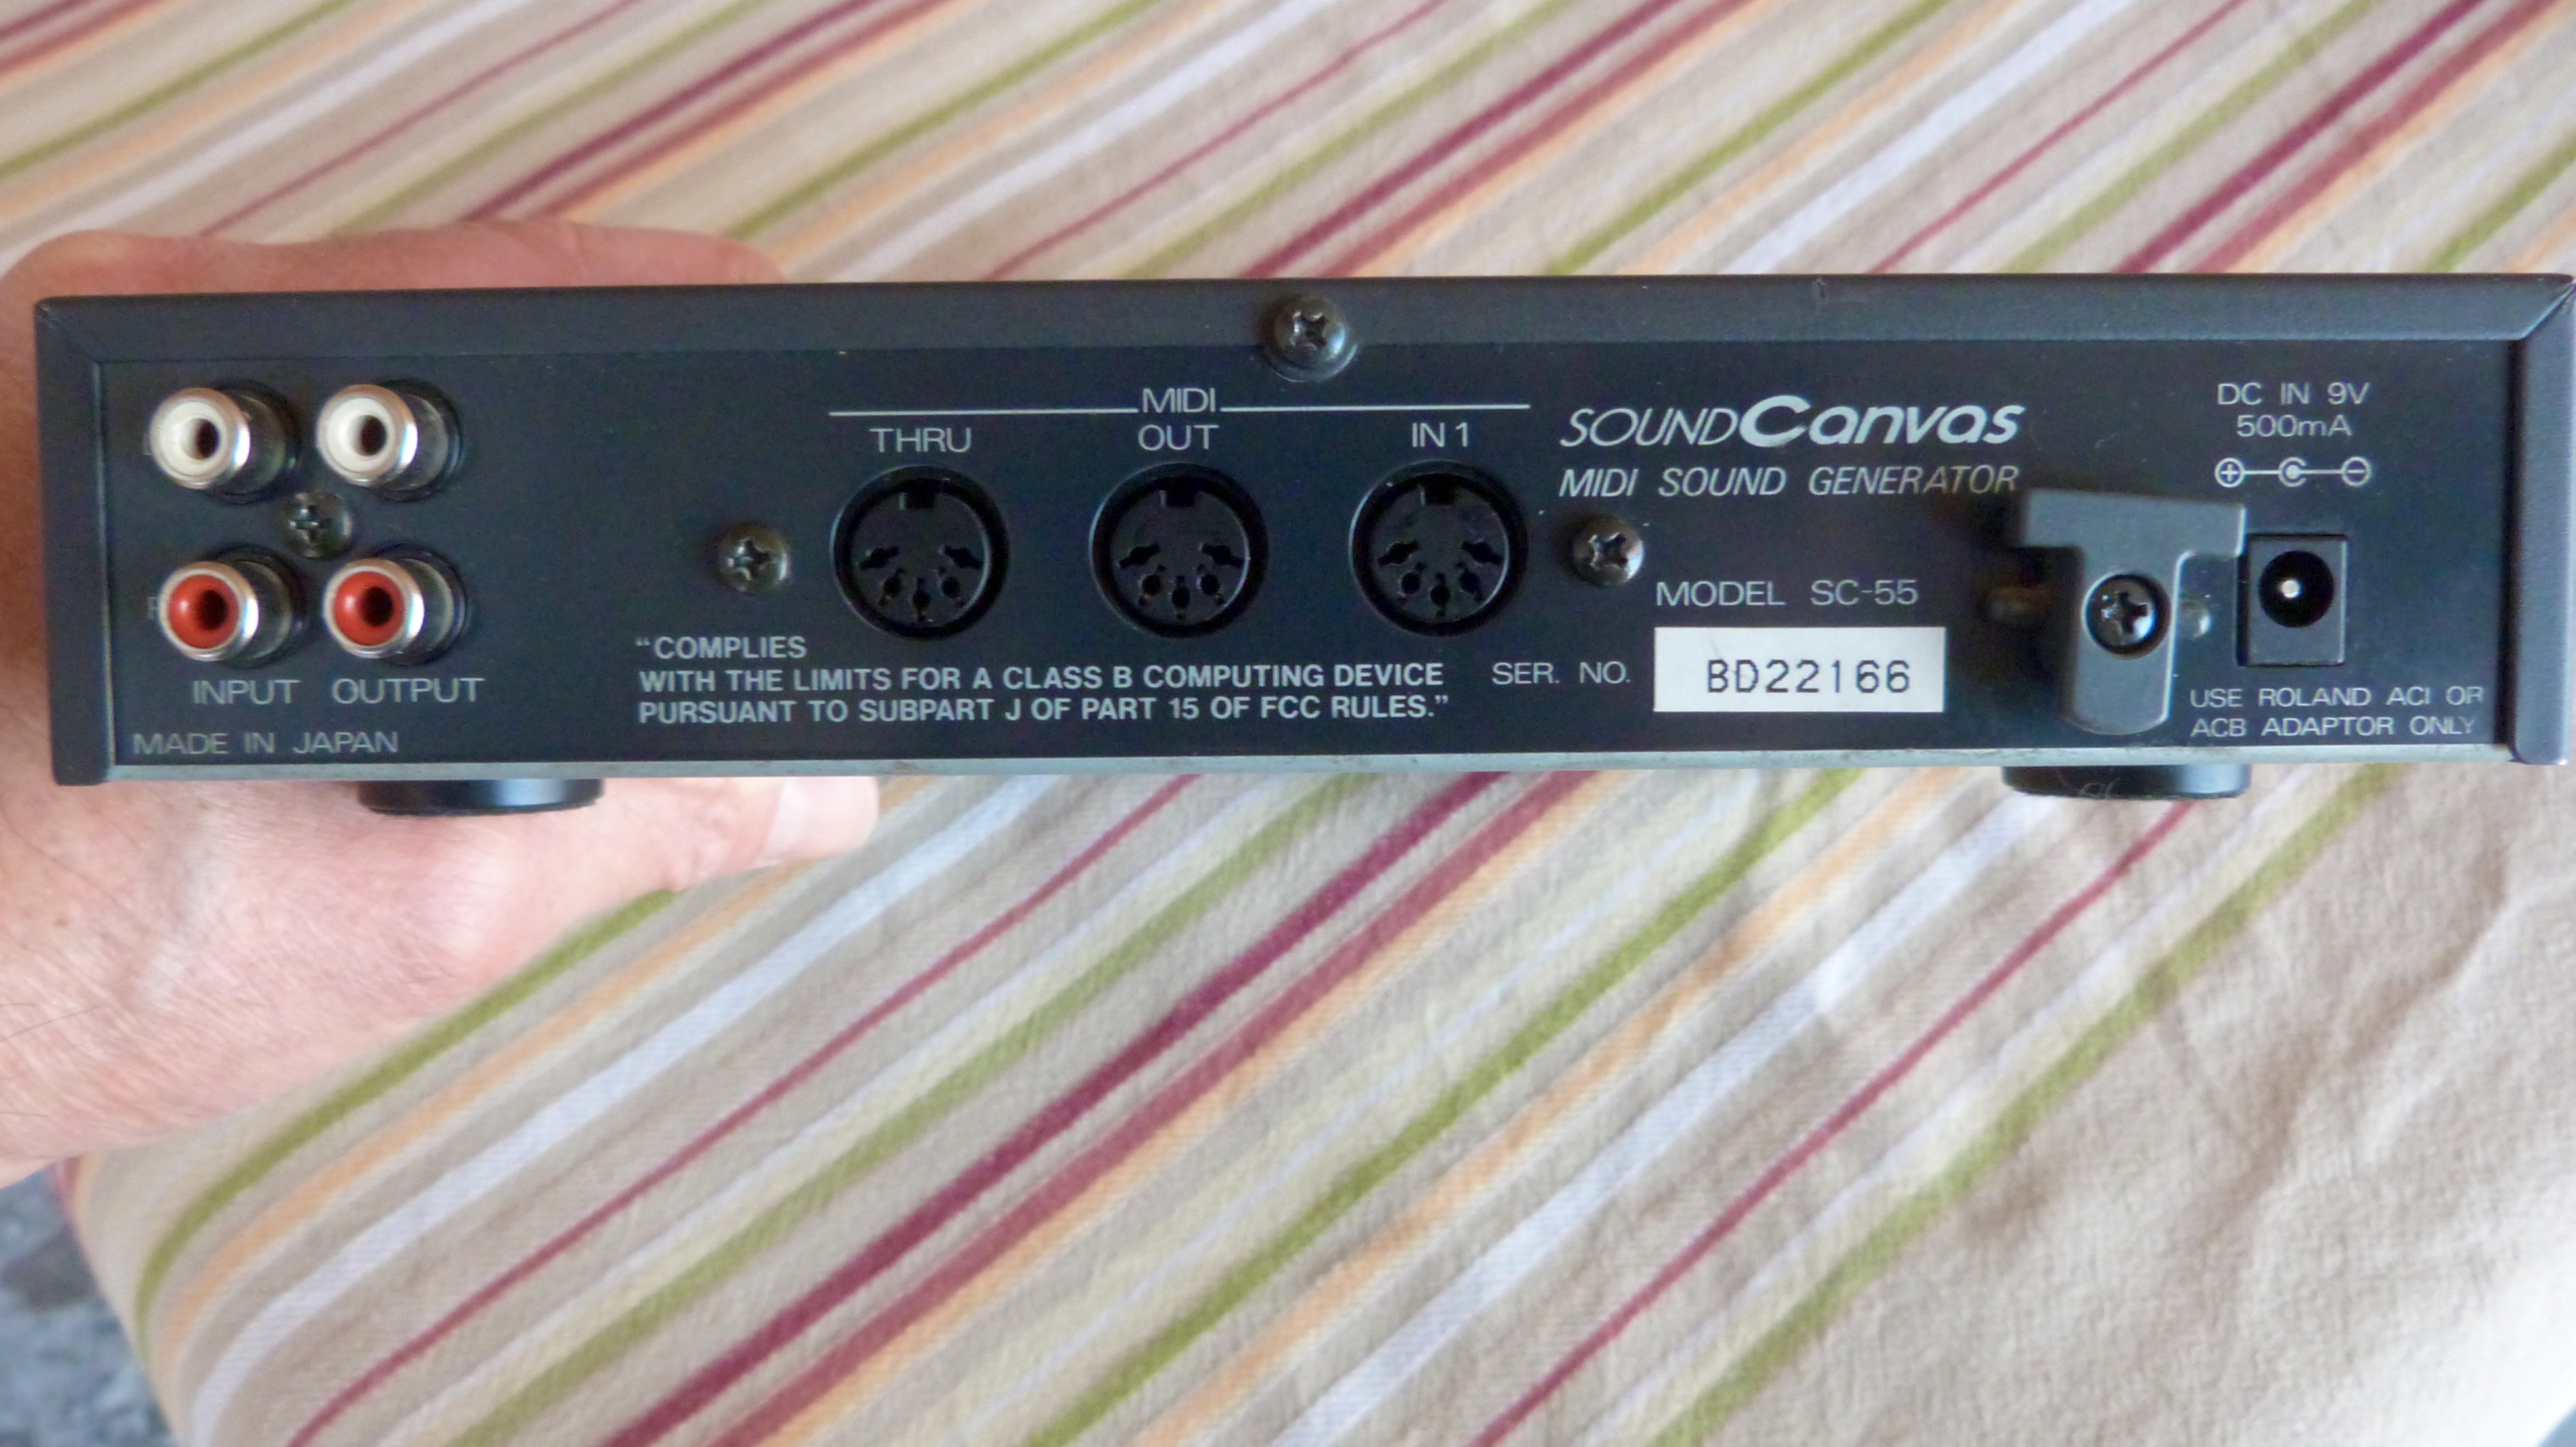 MIDI
THRU OUT IN 1
SOUND Canvas
MIDI SOUND GENERATOR
DC IN 9V
500mA
MODEL SC-55
"COMPLIES
WITH THE LIMITS FOR A CLASS B COMPUTING DEVICE
PURSUANT TO SUBPART J OF PART 15 OF FCC RULES."
SER. NO. BD22166
INPUT OUTPUT
MADE IN JAPAN
USE ROLAND ACI OR
ACB ADAPTOR ONLY